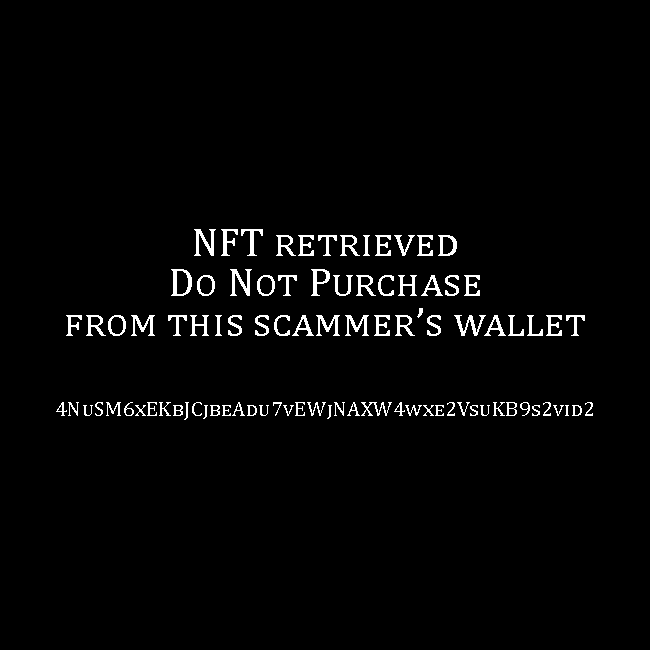 NFT retrieved
Do Not Purchase
from this scammer's wallet
4NuSM6xEKbJCjbeAdu7vEWjNAXW4wxe2VsuKB9s2vid2